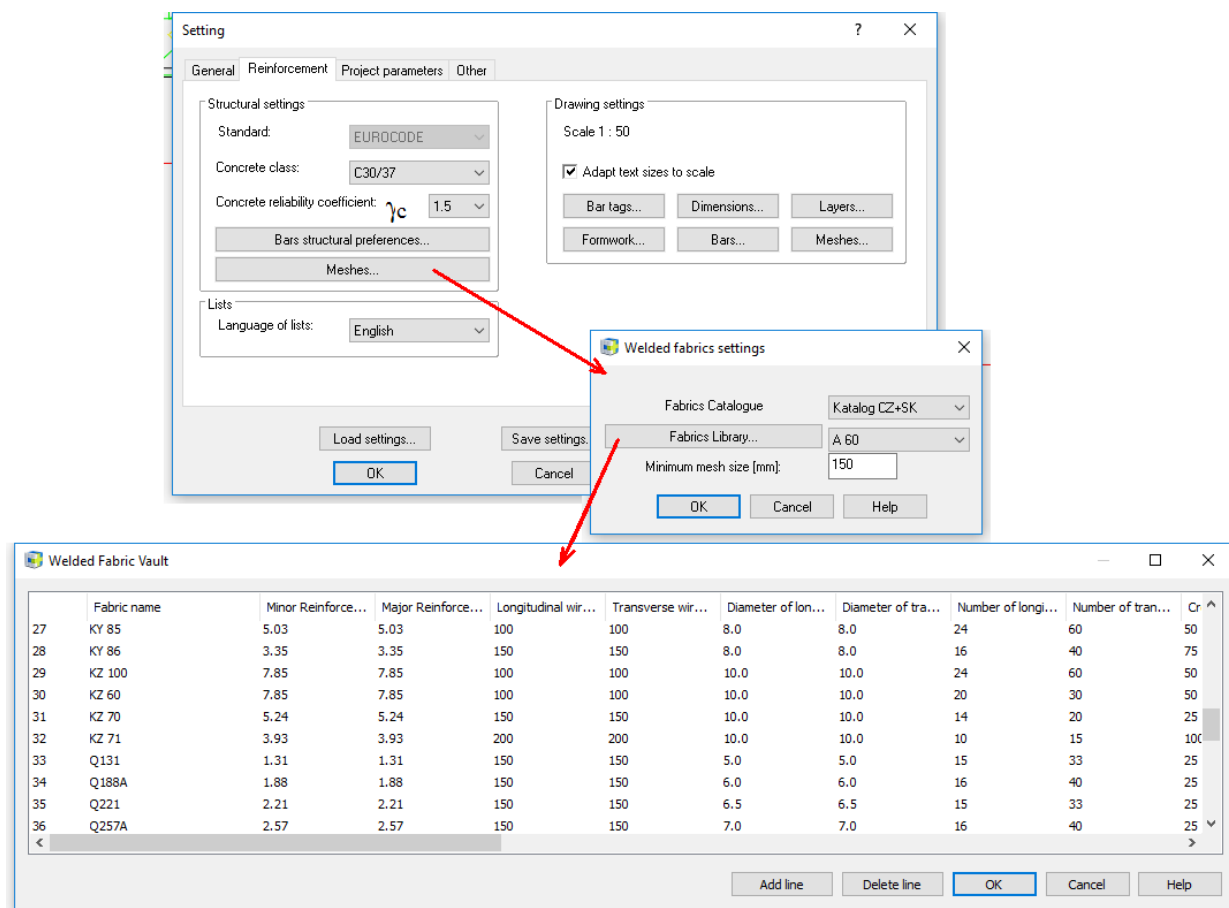 Setting ?
General Reinforcement Project parameters Other
Structural settings
Standard: EUROCODE
Concrete class: C30/37
Concrete reliability coefficient: γc 1.5
Bars structural preferences...
Meshes...
Lists
Language of lists: English
Drawing settings
Scale 1 : 50
Adapt text sizes to scale
Bar tags... Dimensions... Layers...
Formwork... Bars... Meshes...
Load settings... Save settings.
OK Cancel
Welded fabrics settings
Fabrics Catalogue Katalog CZ+SK
Fabrics Library... A 60
Minimum mesh size [mm]: 150
OK Cancel Help
Welded Fabric Vault
Fabric name Minor Reinforce... Major Reinforce... Longitudinal wir... Transverse wir... Diameter of lon... Diameter of tra... Number of longi... Number of tran... Cr
27 KY 85 5.03 5.03 100 100 8.0 8.0 24 60 50
28 KY 86 3.35 3.35 150 150 8.0 8.0 16 40 75
29 KZ 100 7.85 7.85 100 100 10.0 10.0 24 60 50
30 KZ 60 7.85 7.85 100 100 10.0 10.0 20 30 50
31 KZ 70 5.24 5.24 150 150 10.0 10.0 14 20 25
32 KZ 71 3.93 3.93 200 200 10.0 10.0 10 15 100
33 Q131 1.31 1.31 150 150 5.0 5.0 15 33 25
34 Q188A 1.88 1.88 150 150 6.0 6.0 16 40 25
35 Q221 2.21 2.21 150 150 6.5 6.5 15 33 25
36 Q257A 2.57 2.57 150 150 7.0 7.0 16 40 25
Add line Delete line OK Cancel Help